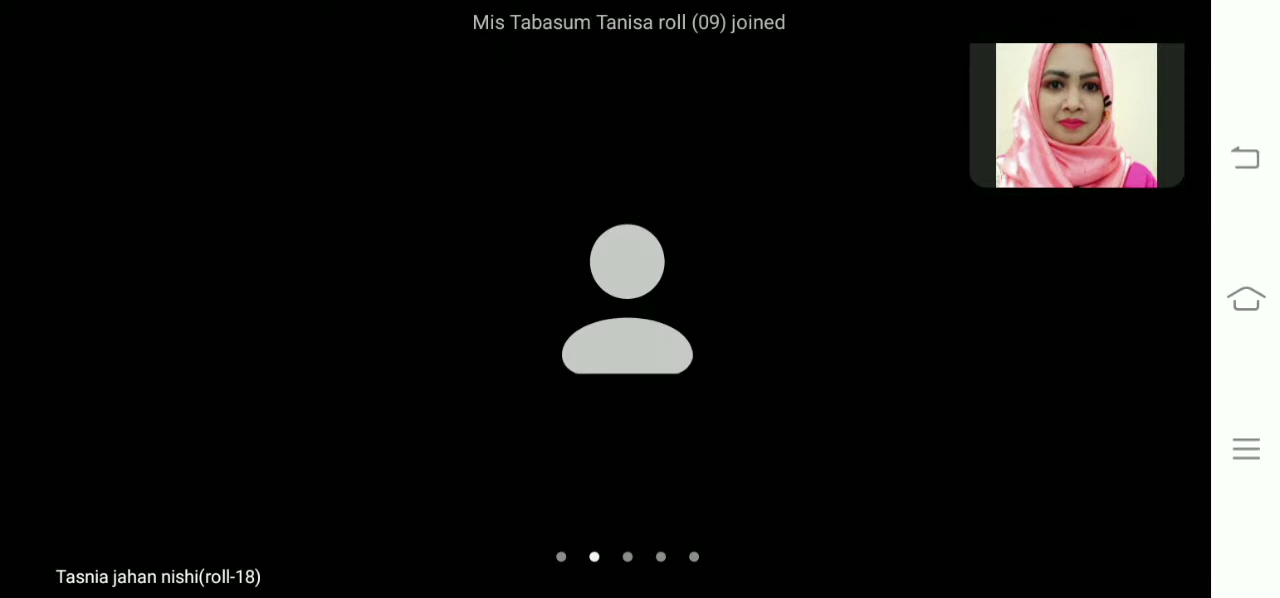 Mis Tabasum Tanisa roll (09) joined
Tasnia jahan nishi(roll-18)